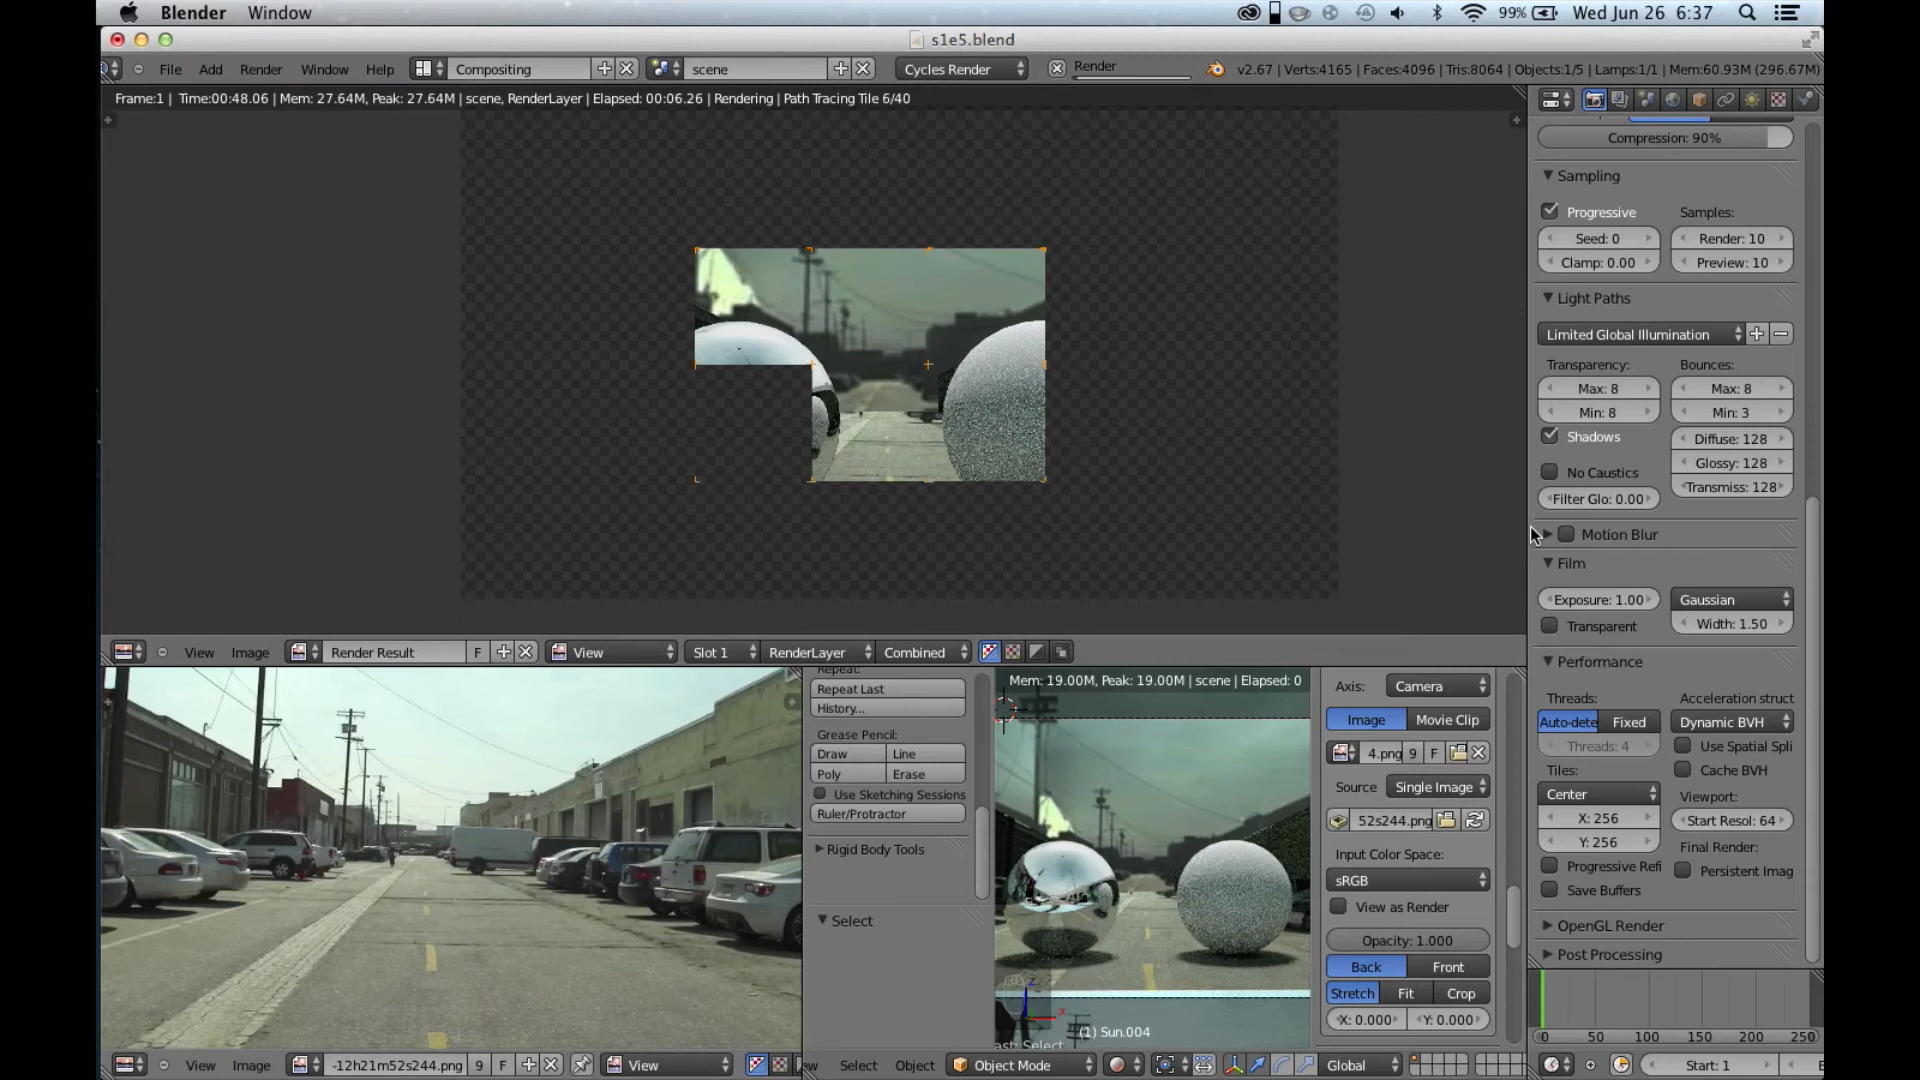 Blender Window 99% Wed Jun 26 6:37
s1e5.blend
File Add Render Window Help Compositing scene Cycles Render Render v2.67 | Verts:4165 | Faces:4096 | Tris:8064 | Objects:1/5 | Lamps:1/1 | Mem:60.93M (296.67M)
Frame:1 | Time:00:48.06 | Mem: 27.64M, Peak: 27.64M | scene, RenderLayer | Elapsed: 00:06.26 | Rendering | Path Tracing Tile 6/40
Compression: 90%
Sampling
Progressive Samples:
Seed: 0 Render: 10
Clamp: 0.00 Preview: 10
Light Paths
Limited Global Illumination
Transparency: Bounces:
Max: 8 Max: 8
Min: 8 Min: 3
Shadows Diffuse: 128
No Caustics Glossy: 128
Filter Glo: 0.00 Transmiss: 128
Motion Blur
Film
Exposure: 1.00 Gaussian
Transparent Width: 1.50
Performance
Threads: Acceleration struct
Auto-dete Fixed Dynamic BVH
Threads: 4 Use Spatial Spli
Tiles: Cache BVH
Center Viewport:
X: 256 Start Resol: 64
Y: 256 Final Render:
Progressive Refi Persistent Imag
Save Buffers
OpenGL Render
Post Processing
0 50 100 150 200 250
Start: 1
View Image Render Result F View Slot 1 RenderLayer Combined
Repeat:
Repeat Last
History...
Grease Pencil:
Draw Line
Poly Erase
Use Sketching Sessions
Ruler/Protractor
Rigid Body Tools
Select
Mem: 19.00M, Peak: 19.00M | scene | Elapsed: 0
z
x
(1) Sun.004
ast: Select
Axis: Camera
Image Movie Clip
4.png 9 F
Source Single Image
52s244.png
Input Color Space:
sRGB
View as Render
Opacity: 1.000
Back Front
Stretch Fit Crop
X: 0.000 Y: 0.000
View Image -12h21m52s244.png 9 F View
ew Select Object Object Mode Global